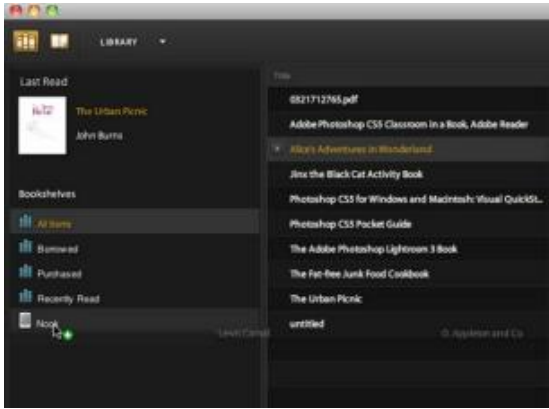 LIBRARY
Last Read
The Urban Picnic
John Burns
Bookshelves
All Items
Borrowed
Purchased
Recently Read
Nook
Title
0321712765.pdf
Adobe Photoshop CS5 Classroom in a Book, Adobe Reader
Alice's Adventures in Wonderland
Jinx the Black Cat Activity Book
Photoshop CS5 for Windows and Macintosh: Visual QuickSt...
Photoshop CS5 Pocket Guide
The Adobe Photoshop Lightroom 3 Book
The Fat-free Junk Food Cookbook
The Urban Picnic
untitled
Lewis Carroll
D. Appleton and Co